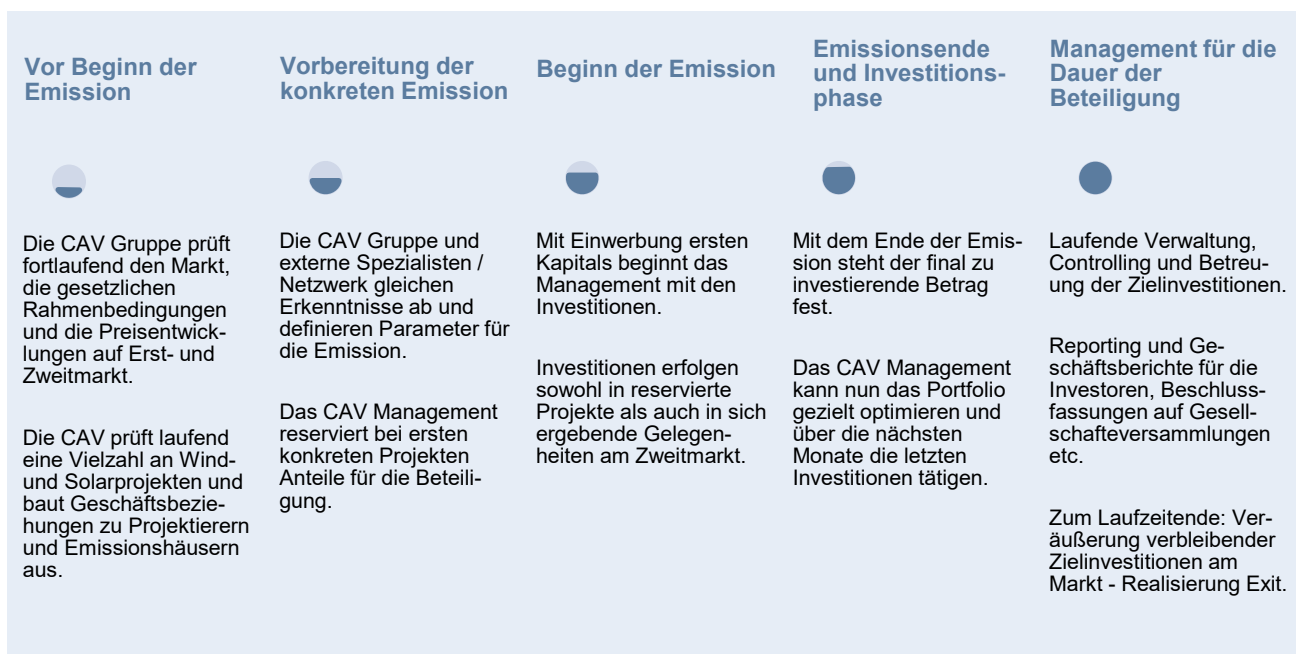 Vor Beginn der
Emission
Die CAV Gruppe prüft
fortlaufend den Markt,
die gesetzlichen
Rahmenbedingungen
und die Preisentwick-
lungen auf Erst- und
Zweitmarkt.
Die CAV prüft laufend
eine Vielzahl an Wind-
und Solarprojekten und
baut Geschäftsbezie-
hungen zu Projektierern
und Emissionshäusern
aus.
Vorbereitung der
konkreten Emission
Die CAV Gruppe und
externe Spezialisten /
Netzwerk gleichen
Erkenntnisse ab und
definieren Parameter für
die Emission.
Das CAV Management
reserviert bei ersten
konkreten Projekten
Anteile für die Beteili-
gung.
Beginn der Emission
Mit Einwerbung ersten
Kapitals beginnt das
Management mit den
Investitionen.
Investitionen erfolgen
sowohl in reservierte
Projekte als auch in sich
ergebende Gelegen-
heiten am Zweitmarkt.
Emissionsende
und Investitions-
phase
Mit dem Ende der Emis-
sion steht der final zu
investierende Betrag
fest.
Das CAV Management
kann nun das Portfolio
gezielt optimieren und
über die nächsten
Monate die letzten
Investitionen tätigen.
Management für die
Dauer der
Beteiligung
Laufende Verwaltung,
Controlling und Betreu-
ung der Zielinvestitionen.
Reporting und Ge-
schäftsberichte für die
Investoren, Beschluss-
fassungen auf Gesell-
schafteversammlungen
etc.
Zum Laufzeitende: Ver-
äußerung verbleibender
Zielinvestitionen am
Markt - Realisierung Exit.